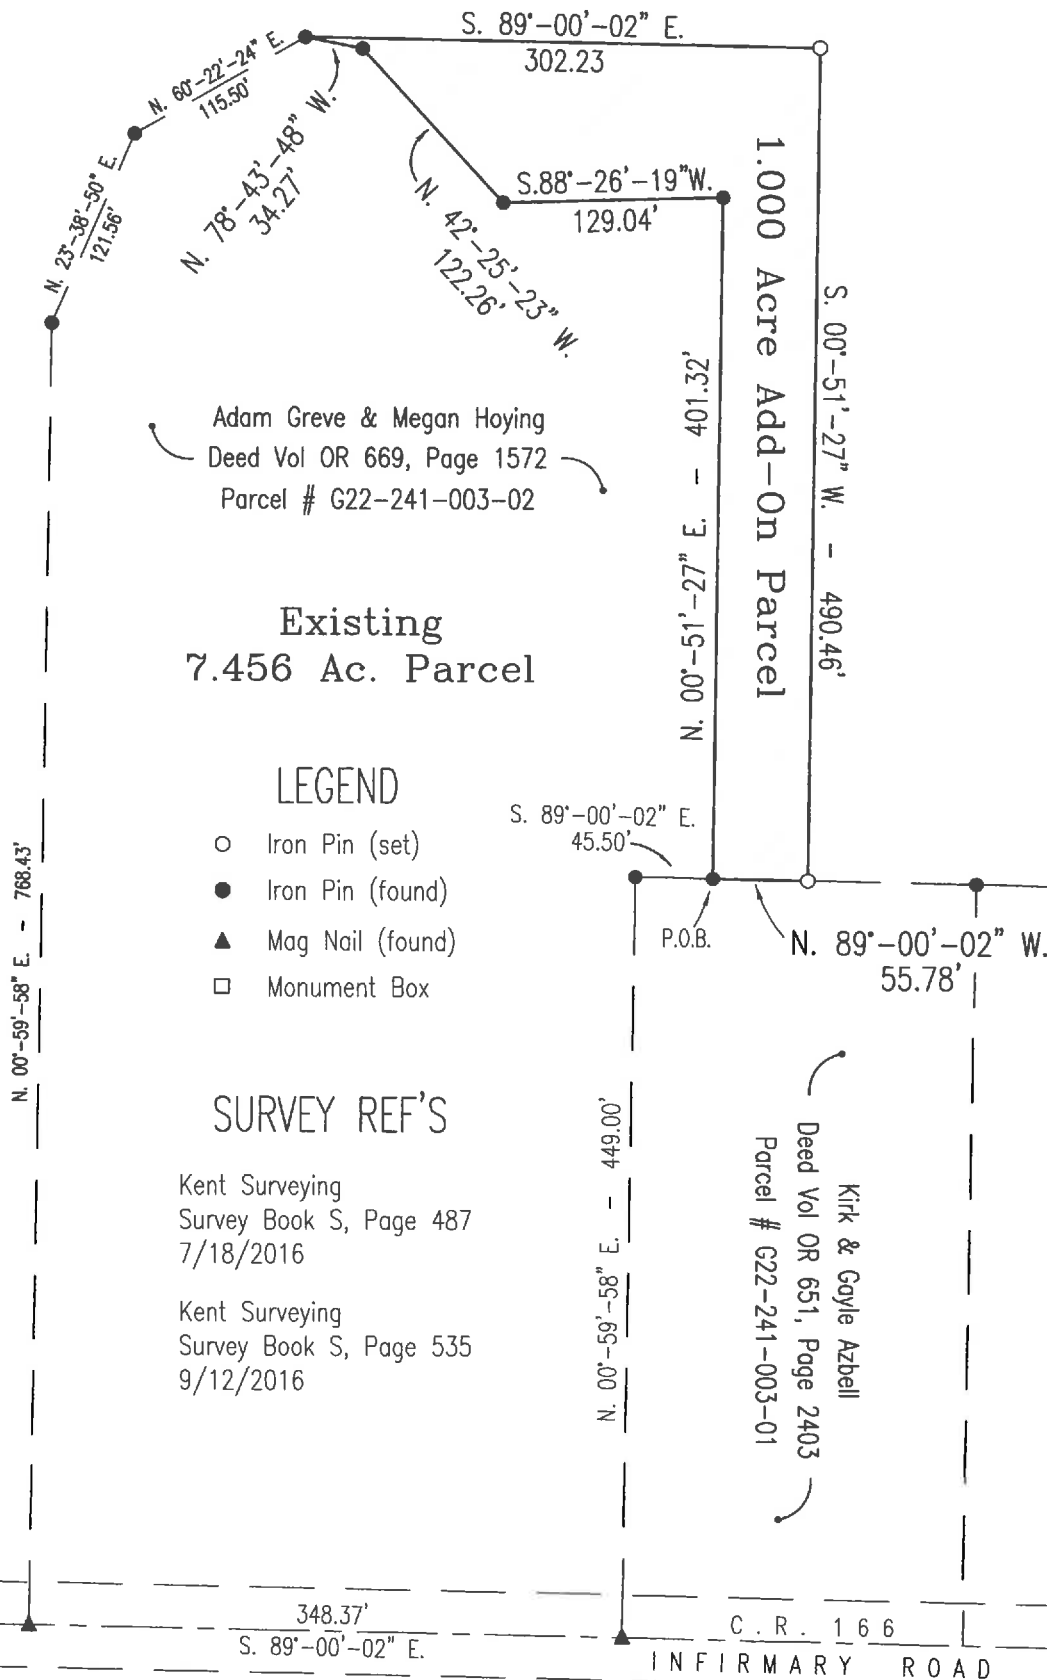 S. 89°-00'-02" E.
302.23
N. 60°-22'-24" E.
115.50'
N. 23°-38'-50" E.
121.56'
N. 78°-43'-48" W.
34.27'
N. 42°-25'-23" W.
122.26'
S.88°-26'-19"W.
129.04'
1.000 Acre Add-On Parcel
S. 00°-51'-27" W. - 490.46'
N. 00°-51'-27" E. - 401.32'
Adam Greve & Megan Hoying
Deed Vol OR 669, Page 1572
Parcel # G22-241-003-02
Existing
7.456 Ac. Parcel
LEGEND
Iron Pin (set)
Iron Pin (found)
Mag Nail (found)
Monument Box
S. 89°-00'-02" E.
45.50'
P.O.B.
N. 89°-00'-02" W.
55.78'
N. 00°-59'-58" E. - 768.43'
SURVEY REF'S
Kent Surveying
Survey Book S, Page 487
7/18/2016
Kent Surveying
Survey Book S, Page 535
9/12/2016
N. 00°-59'-58" E. - 449.00'
Kirk & Gayle Azbell
Deed Vol OR 651, Page 2403
Parcel # G22-241-003-01
348.37'
S. 89°-00'-02" E.
C.R. 166
INFIRMARY ROAD